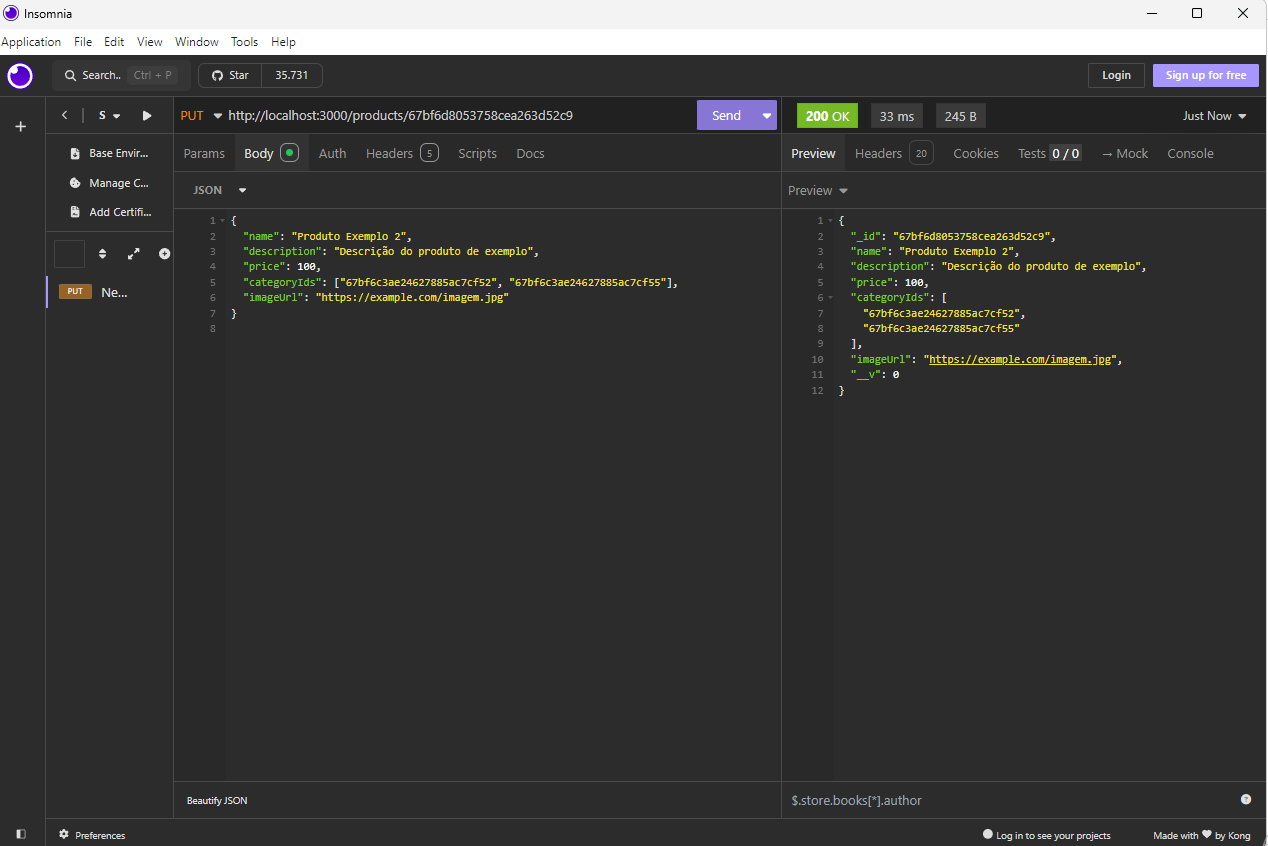 Insomnia
Application File Edit View Window Tools Help
Search.. Ctrl + P Star 35.731 Login Sign up for free
S PUT http://localhost:3000/products/67bf6d8053758cea263d52c9 Send 200 OK 33 ms 245 B Just Now
Base Envir... Params Body Auth Headers 5 Scripts Docs Preview Headers 20 Cookies Tests 0 / 0 → Mock Console
Manage C... JSON Preview
Add Certifi...
PUT Ne...
1 {
2 "name": "Produto Exemplo 2",
3 "description": "Descrição do produto de exemplo",
4 "price": 100,
5 "categoryIds": ["67bf6c3ae24627885ac7cf52", "67bf6c3ae24627885ac7cf55"],
6 "imageUrl": "https://example.com/imagem.jpg"
7 }
8
1 {
2 "_id": "67bf6d8053758cea263d52c9",
3 "name": "Produto Exemplo 2",
4 "description": "Descrição do produto de exemplo",
5 "price": 100,
6 "categoryIds": [
7 "67bf6c3ae24627885ac7cf52",
8 "67bf6c3ae24627885ac7cf55"
9 ],
10 "imageUrl": "https://example.com/imagem.jpg",
11 "__v": 0
12 }
Beautify JSON $.store.books[*].author
Preferences Log in to see your projects Made with ♥ by Kong